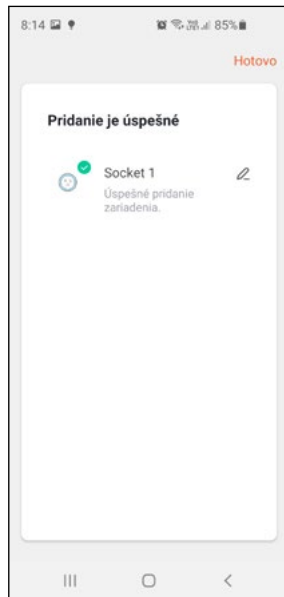 8:14 85%
Hotovo
Pridanie je úspešné
Socket 1
Úspešné pridanie
zariadenia.